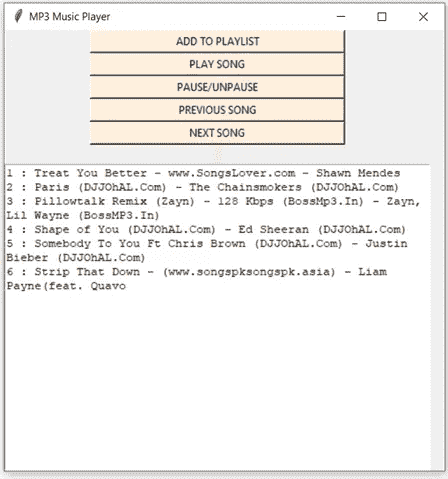 MP3 Music Player
ADD TO PLAYLIST
PLAY SONG
PAUSE/UNPAUSE
PREVIOUS SONG
NEXT SONG
1 : Treat You Better - www.SongsLover.com - Shawn Mendes
2 : Paris (DJJOhAL.Com) - The Chainsmokers (DJJOhAL.Com)
3 : Pillowtalk Remix (Zayn) - 128 Kbps (BossMp3.In) - Zayn,
Lil Wayne (BossMP3.In)
4 : Shape of You (DJJOhAL.Com) - Ed Sheeran (DJJOhAL.Com)
5 : Somebody To You Ft Chris Brown (DJJOhAL.Com) - Justin
Bieber (DJJOhAL.Com)
6 : Strip That Down - (www.songspksongspk.asia) - Liam
Payne(feat. Quavo